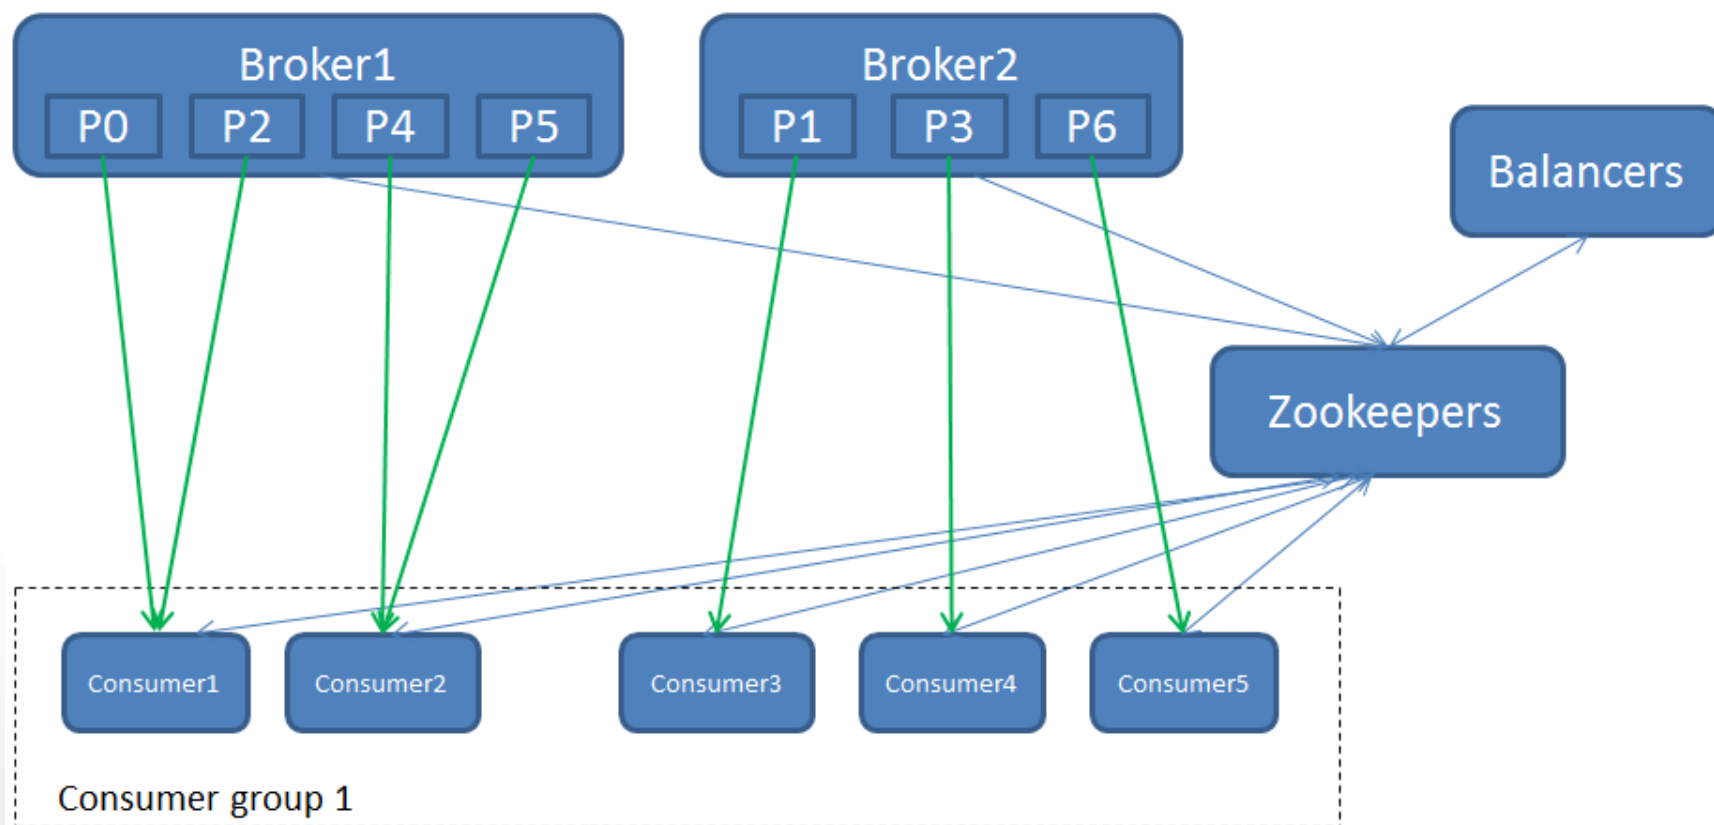 Broker1
P0 P2 P4 P5
Broker2
P1 P3 P6
Balancers
Zookeepers
Consumer1
Consumer2
Consumer3
Consumer4
Consumer5
Consumer group 1